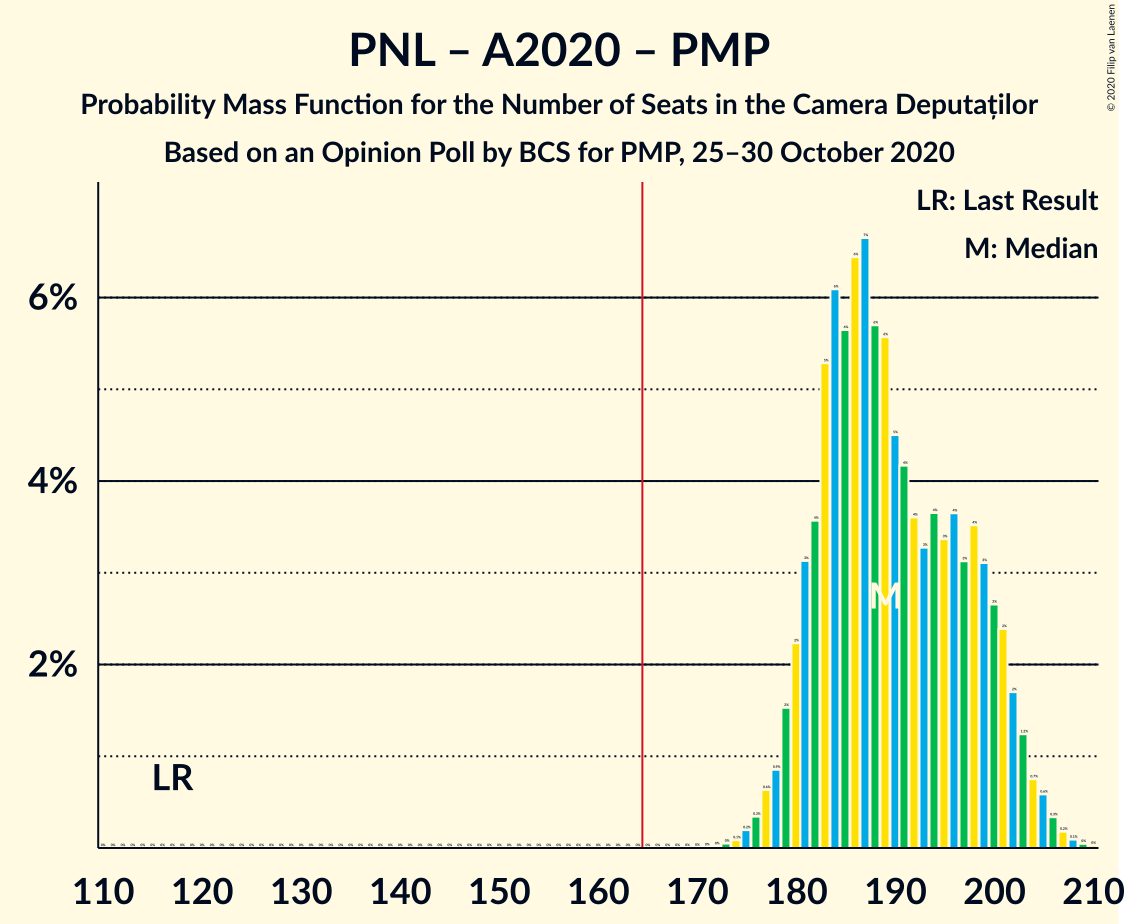 PNL – A2020 – PMP
Probability Mass Function for the Number of Seats in the Camera Deputaților
Based on an Opinion Poll by BCS for PMP, 25–30 October 2020
© 2020 Filip van Laenen
LR: Last Result
M: Median
6%
4%
2%
LR
M
110 120 130 140 150 160 170 180 190 200 210